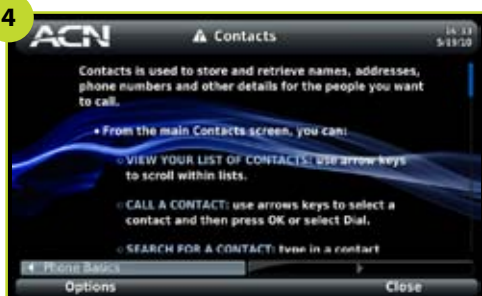 4
ACN
Contacts
16:33
5/19/10
Contacts is used to store and retrieve names, addresses,
phone numbers and other details for the people you want
to call.
• From the main Contacts screen, you can:
○ VIEW YOUR LIST OF CONTACTS: use arrow keys
to scroll within lists.
○ CALL A CONTACT: use arrows keys to select a
contact and then press OK or select Dial.
○ SEARCH FOR A CONTACT: type in a contact
Phone Basics
Options
Close